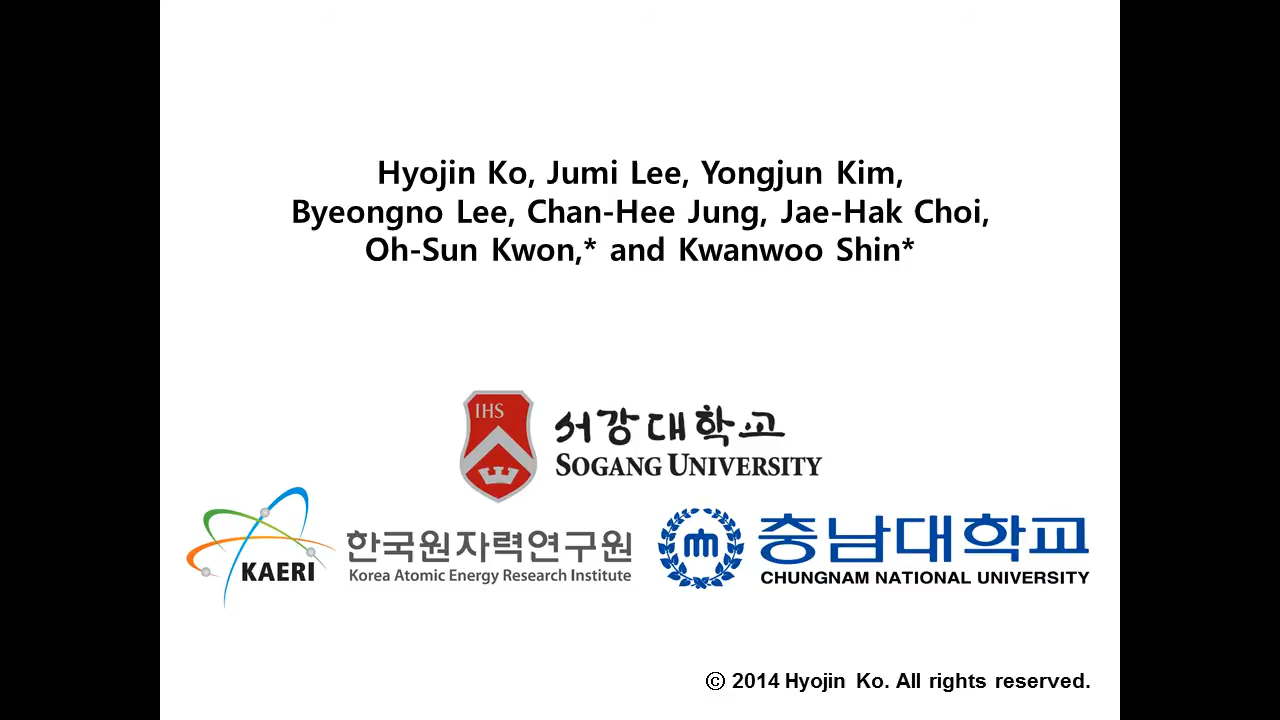 Hyojin Ko, Jumi Lee, Yongjun Kim,
Byeongno Lee, Chan-Hee Jung, Jae-Hak Choi,
Oh-Sun Kwon,* and Kwanwoo Shin*
IHS
서강대학교
SOGANG UNIVERSITY
KAERI
한국원자력연구원
Korea Atomic Energy Research Institute
충남대학교
CHUNGNAM NATIONAL UNIVERSITY
ⓒ 2014 Hyojin Ko. All rights reserved.